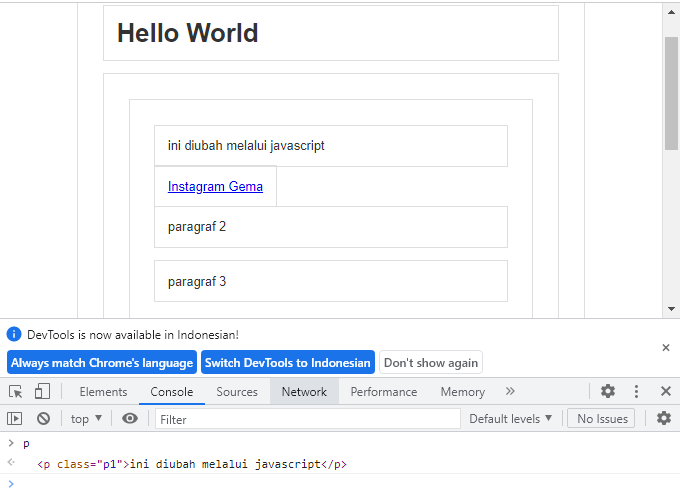 Hello World
ini diubah melalui javascript
Instagram Gema
paragraf 2
paragraf 3
DevTools is now available in Indonesian!
Always match Chrome's language Switch DevTools to Indonesian Don't show again
Elements Console Sources Network Performance Memory
top Filter Default levels No Issues
p
<p class="p1">ini diubah melalui javascript</p>